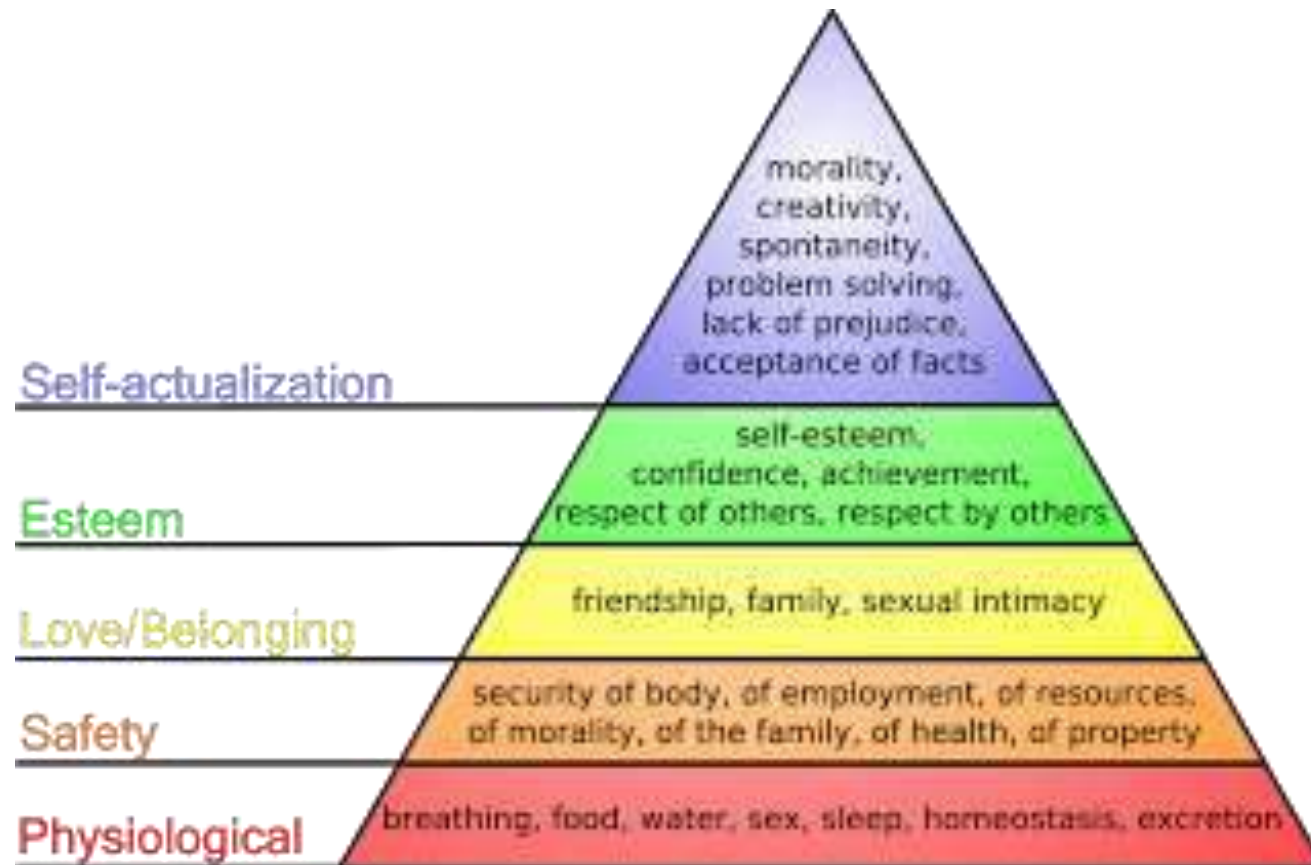 morality,
creativity,
spontaneity,
problem solving,
lack of prejudice,
acceptance of facts
Self-actualization
self-esteem,
confidence, achievement,
respect of others, respect by others
Esteem
friendship, family, sexual intimacy
Love/Belonging
security of body, of employment, of resources,
of morality, of the family, of health, of property
Safety
breathing, food, water, sex, sleep, homeostasis, excretion
Physiological